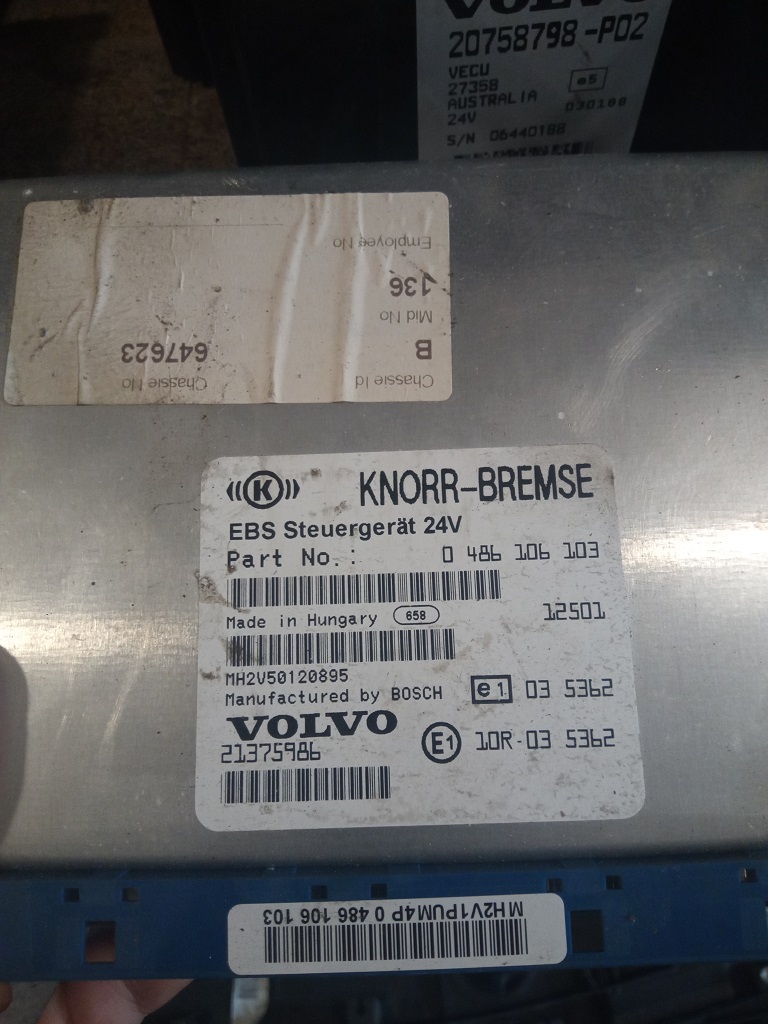 VOLVO
20758798-P02
VECU
27358 e5
AUSTRALIA 030188
24V
S/N 06440188
Chassie Id Chassie No
B 647623
Mid No
136
Employee No
K KNORR-BREMSE
EBS Steuergerät 24V
Part No.: 0 486 106 103
Made in Hungary 658 12501
MH2V50120895
Manufactured by BOSCH e1 03 5362
VOLVO
21375986 E1 10R-03 5362
MH2V1PUM4P 0 486 106 103